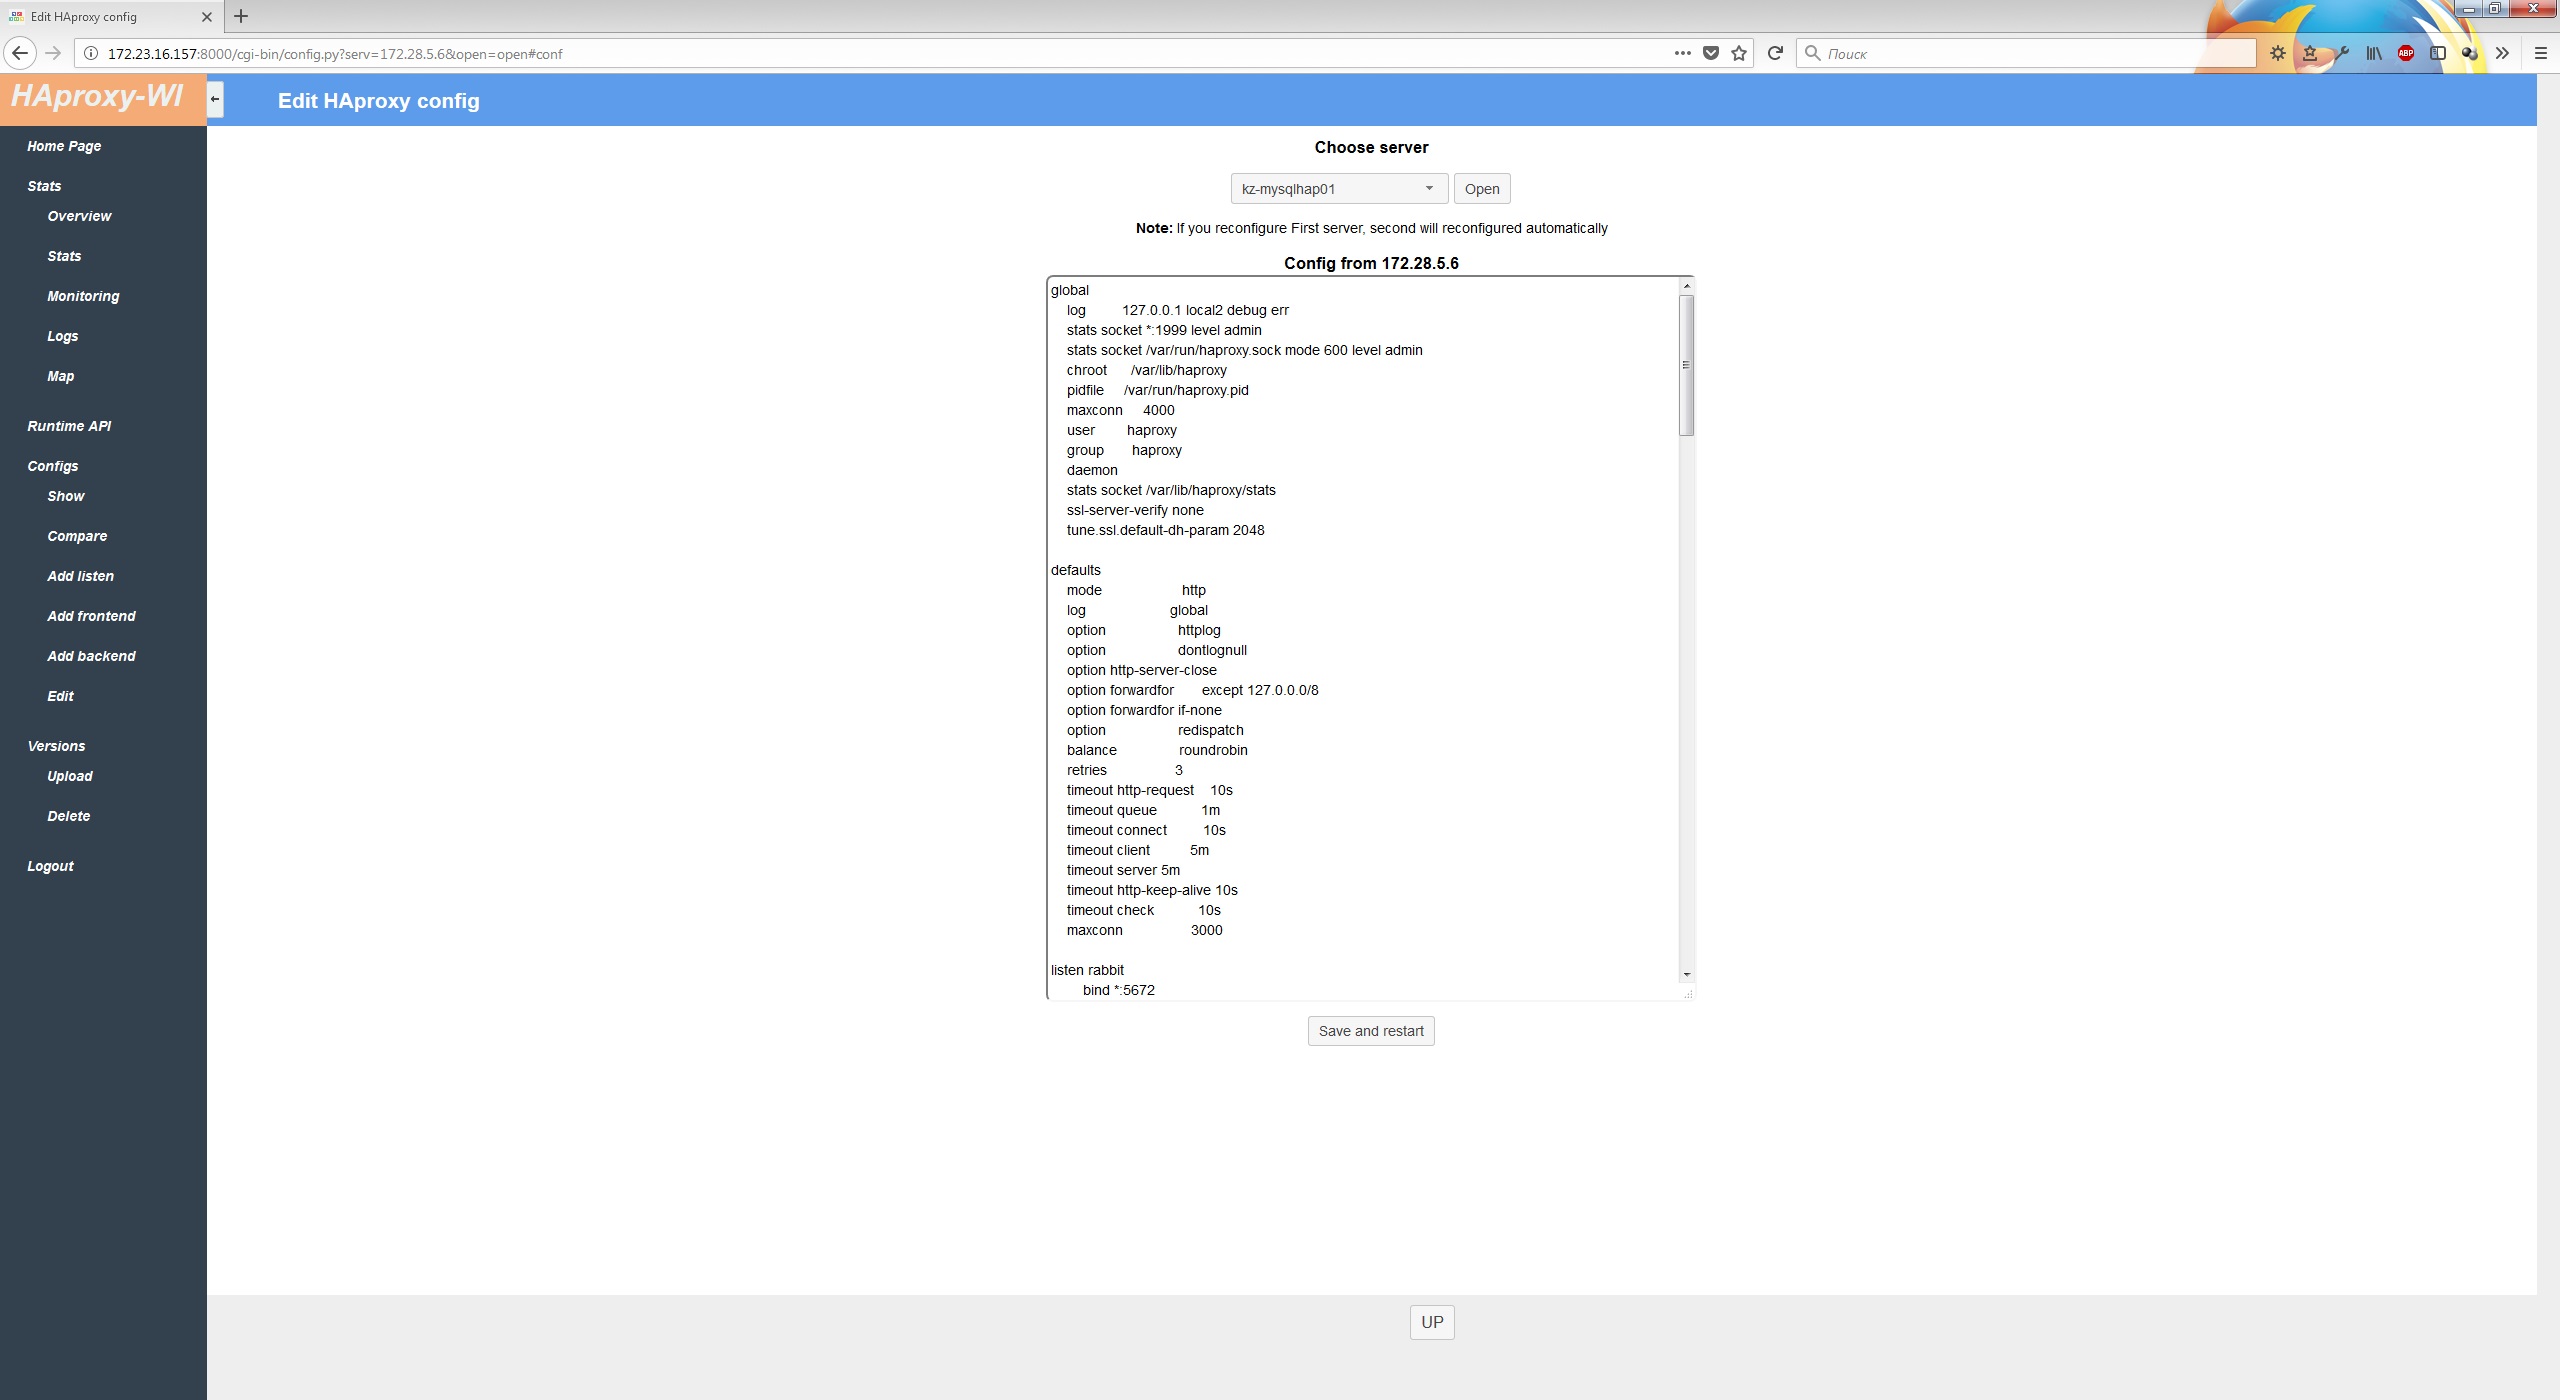 Edit HAproxy config
172.23.16.157:8000/cgi-bin/config.py?serv=172.28.5.6&open=open#conf
Поиск
ABP
HAproxy-WI
Edit HAproxy config
Home Page
Stats
Overview
Stats
Monitoring
Logs
Map
Runtime API
Configs
Show
Compare
Add listen
Add frontend
Add backend
Edit
Versions
Upload
Delete
Logout
Choose server
kz-mysqlhap01
Open
Note: If you reconfigure First server, second will reconfigured automatically
Config from 172.28.5.6
global
log 127.0.0.1 local2 debug err
stats socket *:1999 level admin
stats socket /var/run/haproxy.sock mode 600 level admin
chroot /var/lib/haproxy
pidfile /var/run/haproxy.pid
maxconn 4000
user haproxy
group haproxy
daemon
stats socket /var/lib/haproxy/stats
ssl-server-verify none
tune.ssl.default-dh-param 2048
defaults
mode http
log global
option httplog
option dontlognull
option http-server-close
option forwardfor except 127.0.0.0/8
option forwardfor if-none
option redispatch
balance roundrobin
retries 3
timeout http-request 10s
timeout queue 1m
timeout connect 10s
timeout client 5m
timeout server 5m
timeout http-keep-alive 10s
timeout check 10s
maxconn 3000
listen rabbit
bind *:5672
Save and restart
UP